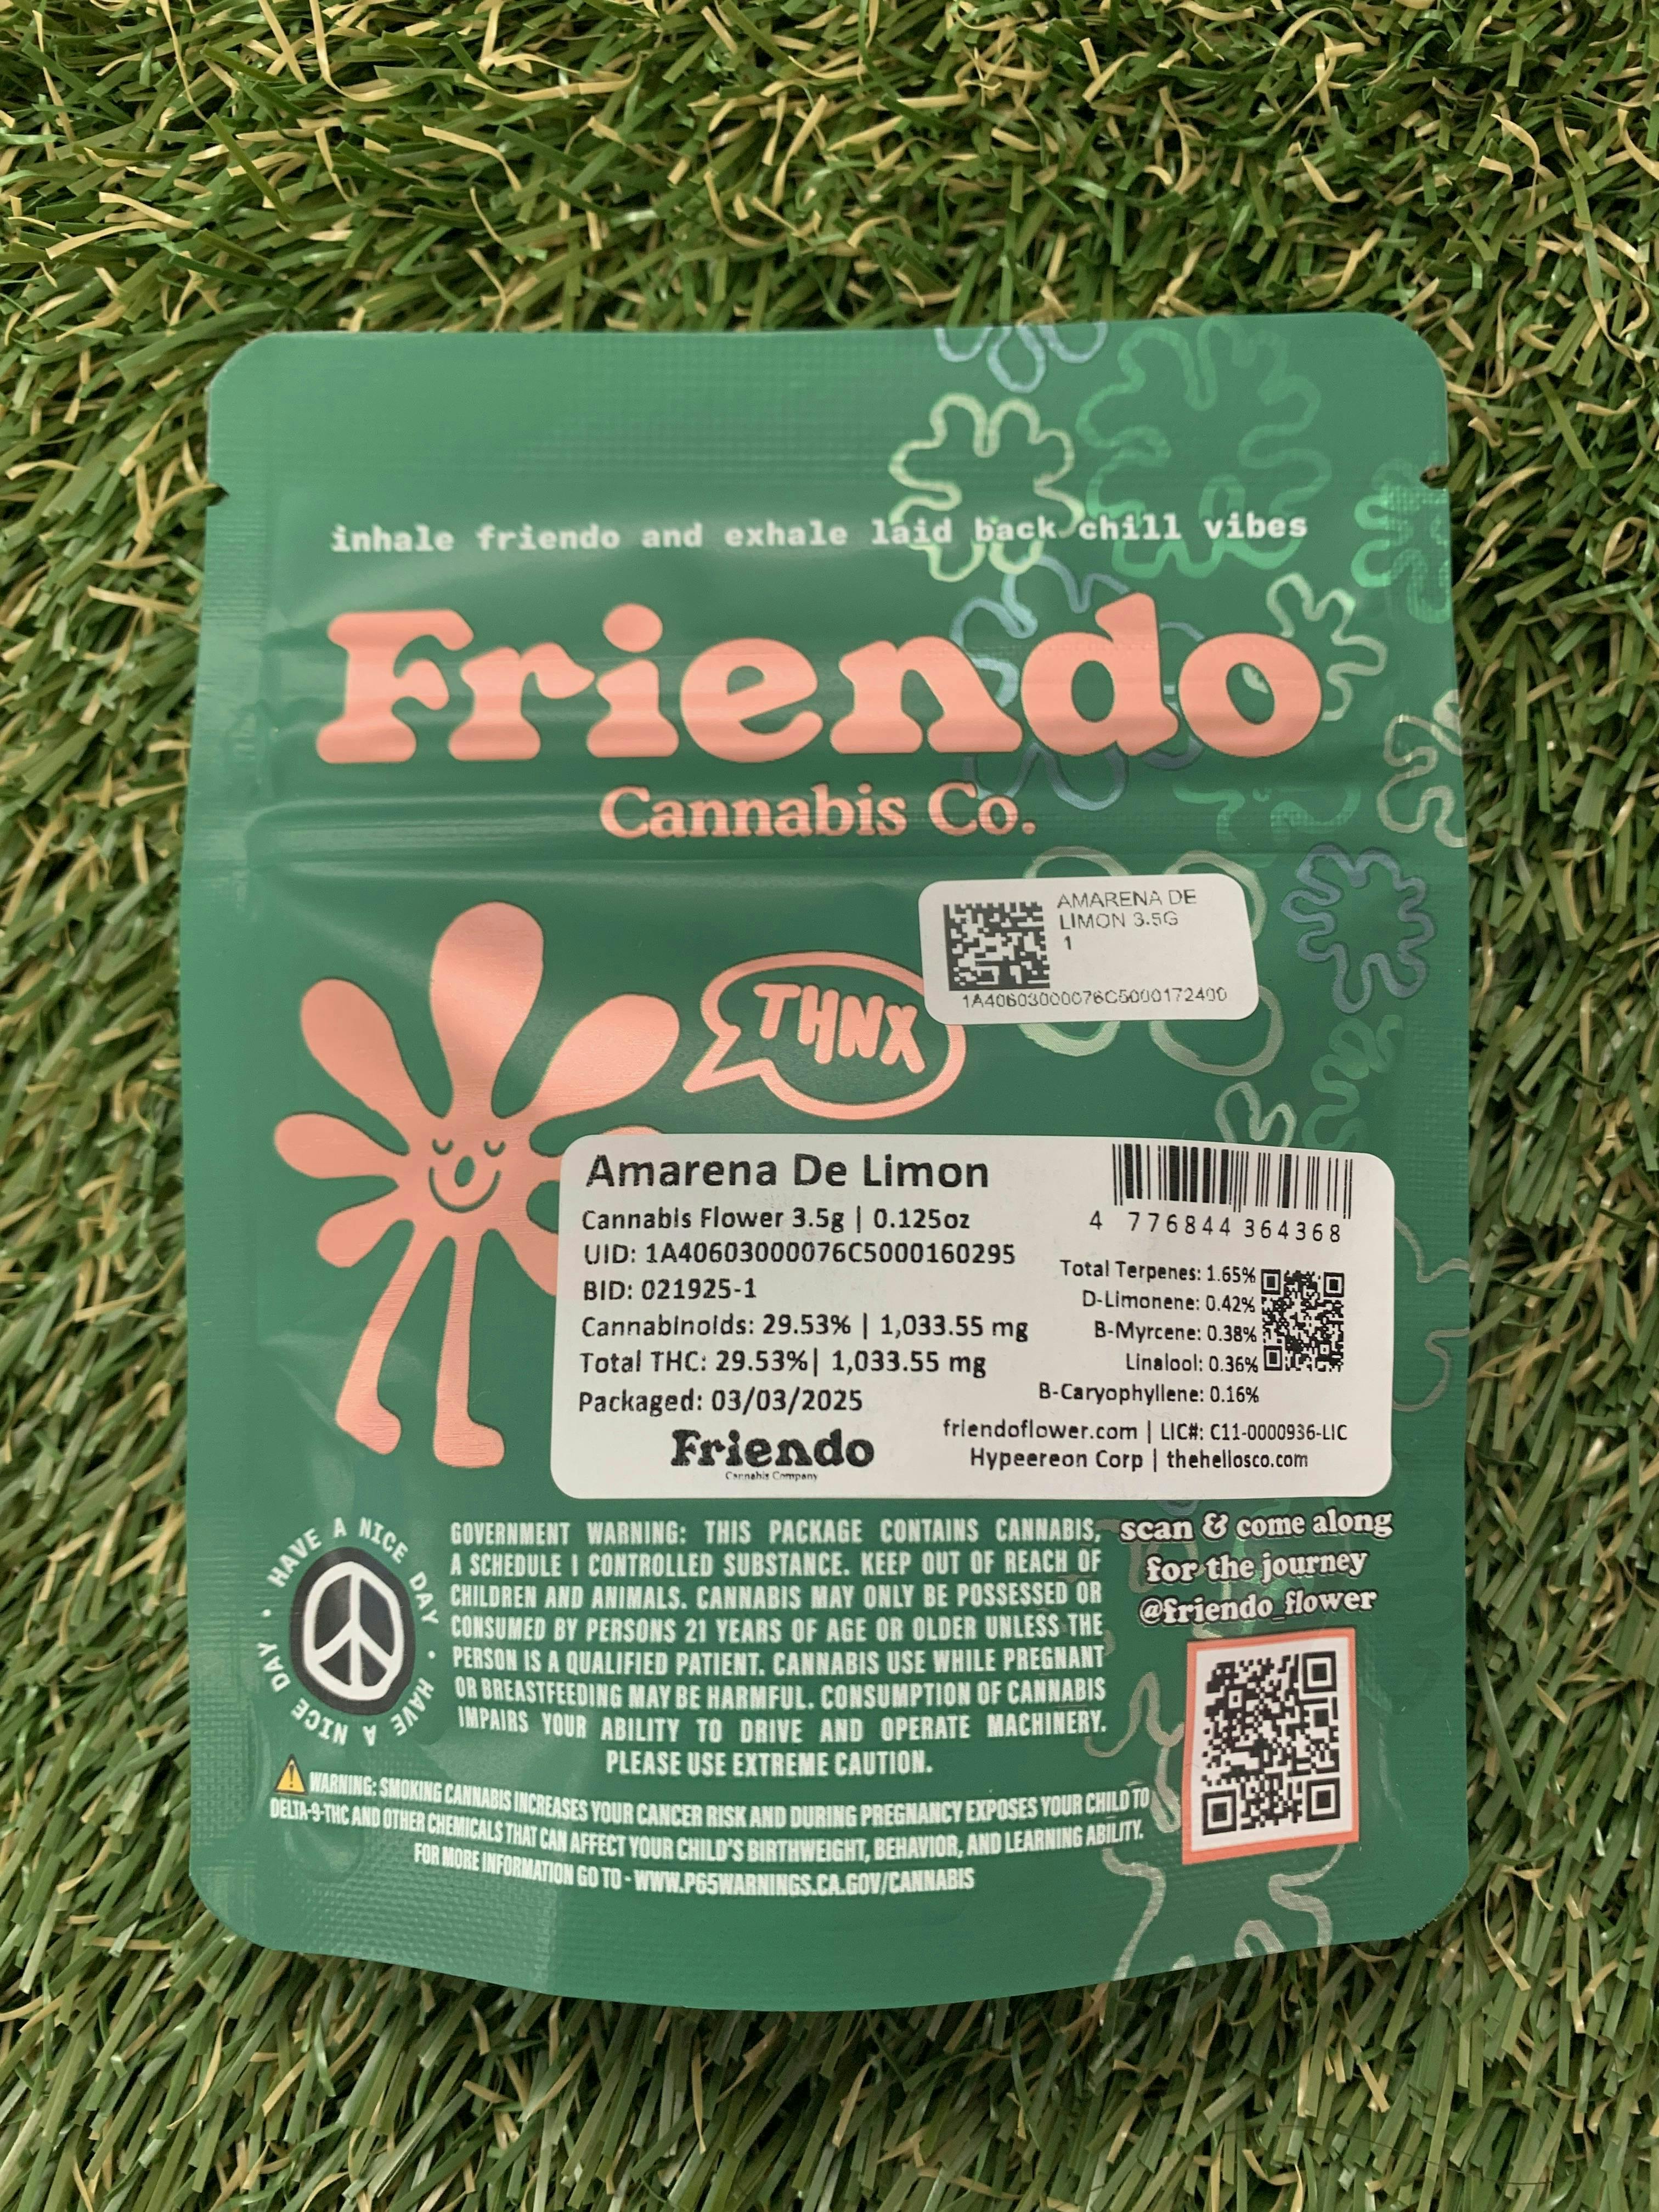 inhale friendo and exhale laid back chill vibes
Friendo
Cannabis Co.
AMARENA DE
LIMON 3.5G
1
1A40603000076C5000172400
THNX
Amarena De Limon
Cannabis Flower 3.5g | 0.125oz
UID: 1A40603000076C5000160295
BID: 021925-1
Cannabinoids: 29.53% | 1,033.55 mg
Total THC: 29.53%| 1,033.55 mg
Packaged: 03/03/2025
Friendo
Cannabis Company
4 776844 364368
Total Terpenes: 1.65%
D-Limonene: 0.42%
B-Myrcene: 0.38%
Linalool: 0.36%
B-Caryophyllene: 0.16%
friendoflower.com | LIC#: C11-0000936-LIC
Hypeereon Corp | thehellosco.com
HAVE A NICE DAY • HAVE A NICE DAY •
GOVERNMENT WARNING: THIS PACKAGE CONTAINS CANNABIS,
A SCHEDULE I CONTROLLED SUBSTANCE. KEEP OUT OF REACH OF
CHILDREN AND ANIMALS. CANNABIS MAY ONLY BE POSSESSED OR
CONSUMED BY PERSONS 21 YEARS OF AGE OR OLDER UNLESS THE
PERSON IS A QUALIFIED PATIENT. CANNABIS USE WHILE PREGNANT
OR BREASTFEEDING MAY BE HARMFUL. CONSUMPTION OF CANNABIS
IMPAIRS YOUR ABILITY TO DRIVE AND OPERATE MACHINERY.
PLEASE USE EXTREME CAUTION.
scan & come along
for the journey
@friendo_flower
WARNING: SMOKING CANNABIS INCREASES YOUR CANCER RISK AND DURING PREGNANCY EXPOSES YOUR CHILD TO
DELTA-9-THC AND OTHER CHEMICALS THAT CAN AFFECT YOUR CHILD'S BIRTHWEIGHT, BEHAVIOR, AND LEARNING ABILITY.
FOR MORE INFORMATION GO TO - WWW.P65WARNINGS.CA.GOV/CANNABIS